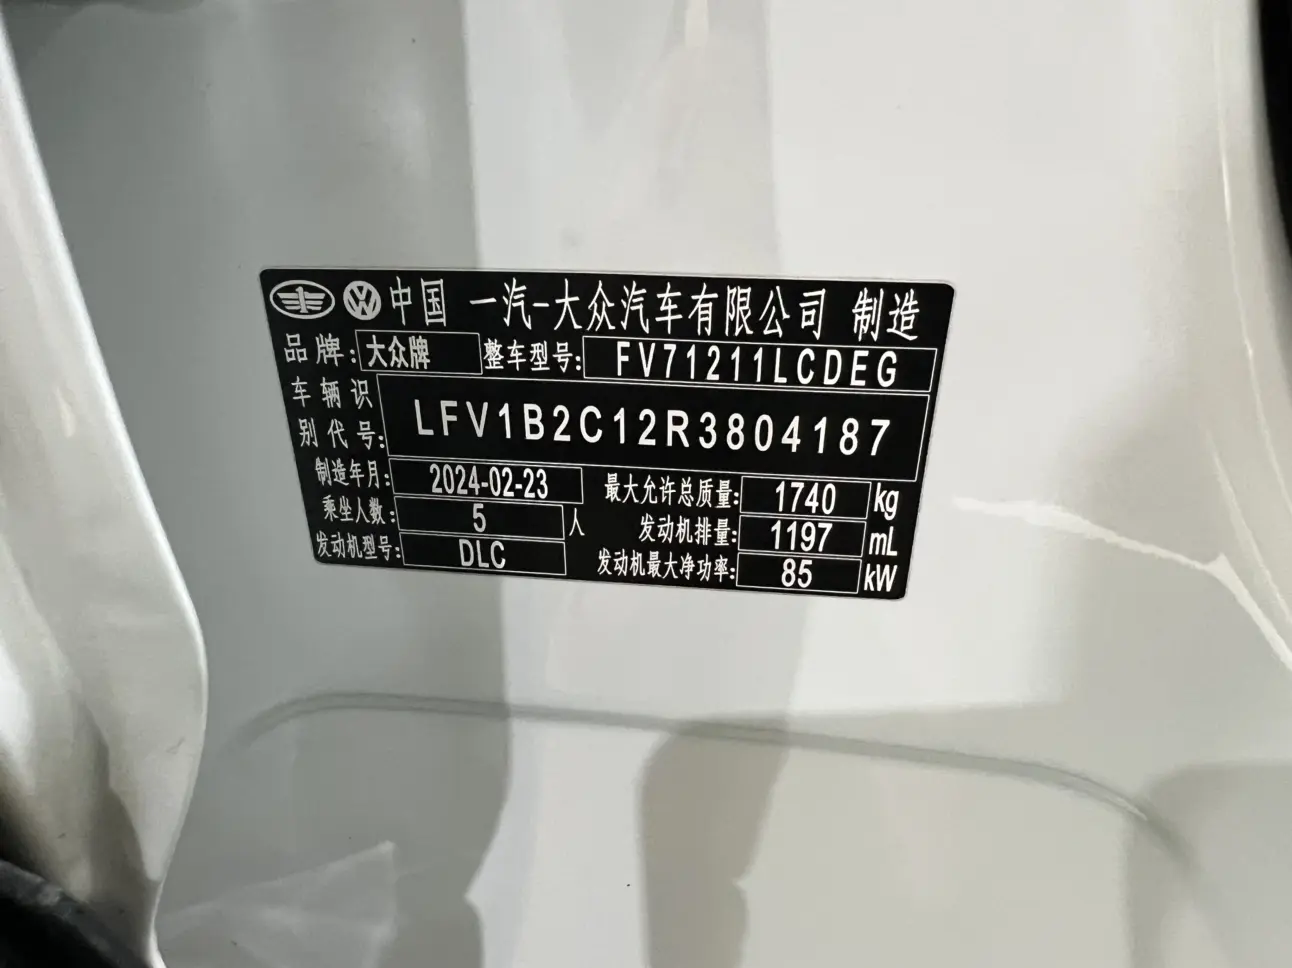 中国 一汽-大众汽车有限公司 制造
品牌: 大众牌 整车型号: FV71211LCDEG
车辆识别代号: LFV1B2C12R3804187
制造年月: 2024-02-23 最大允许总质量: 1740 kg
乘坐人数: 5 人 发动机排量: 1197 mL
发动机型号: DLC 发动机最大净功率: 85 kW